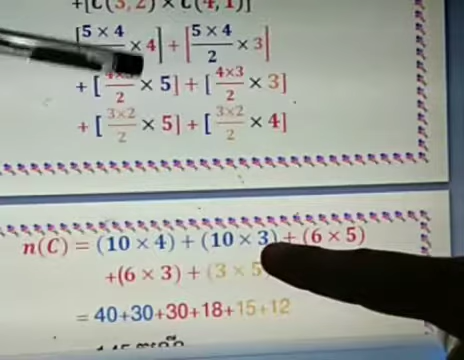 +[C(3,2) × C(4,1)]
[5 × 4 × 4] + [5 × 4/2 × 3]
+ [4×3/2 × 5] + [4×3/2 × 3]
+ [3×2/2 × 5] + [3×2/2 × 4]
n(C) = (10 × 4) + (10 × 3) + (6 × 5)
+(6 × 3) + (3 × 5
= 40+30+30+18+15+12